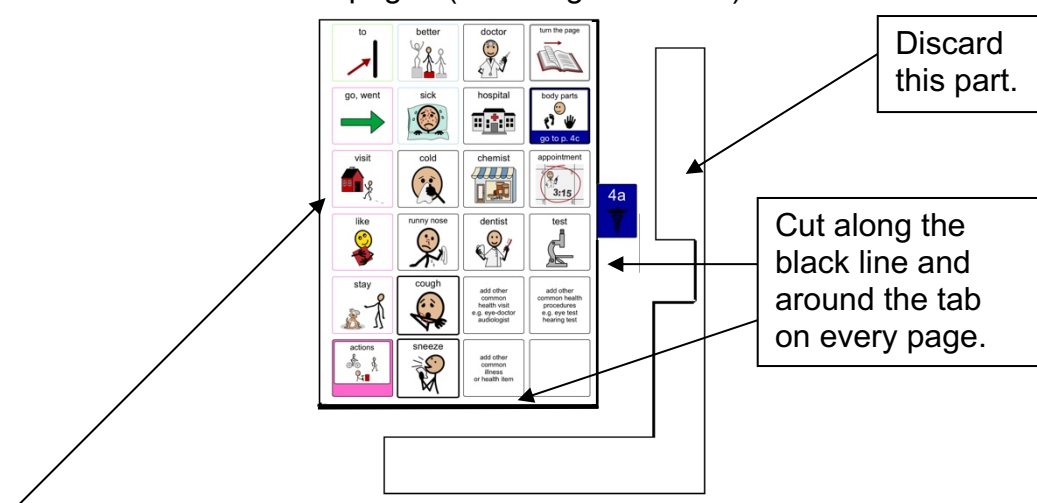 to
better
doctor
turn the page
go, went
sick
hospital
body parts
go to p. 4c
visit
cold
chemist
appointment
3:15
4a
like
runny nose
dentist
test
stay
cough
add other
common
health visit
e.g. eye-doctor
audiologist
add other
common health
procedures
e.g. eye test
hearing test
actions
sneeze
add other
common
illness
or health item
Discard
this part.
Cut along the
black line and
around the tab
on every page.